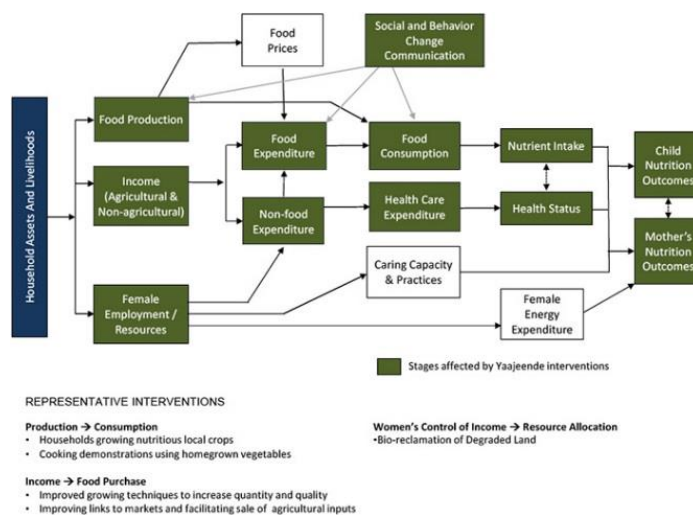 Food
Prices
Social and Behavior
Change
Communication
Household Assets And Livelihoods
Food Production
Food
Expenditure
Food
Consumption
Nutrient Intake
Child
Nutrition
Outcomes
Income
(Agricultural &
Non-agricultural)
Non-food
Expenditure
Health Care
Expenditure
Health Status
Mother's
Nutrition
Outcomes
Caring Capacity
& Practices
Female
Employment /
Resources
Female
Energy
Expenditure
Stages affected by Yaajeende interventions
REPRESENTATIVE INTERVENTIONS
Production → Consumption
• Households growing nutritious local crops
• Cooking demonstrations using homegrown vegetables
Income → Food Purchase
• Improved growing techniques to increase quantity and quality
• Improving links to markets and facilitating sale of agricultural inputs
Women's Control of Income → Resource Allocation
•Bio-reclamation of Degraded Land